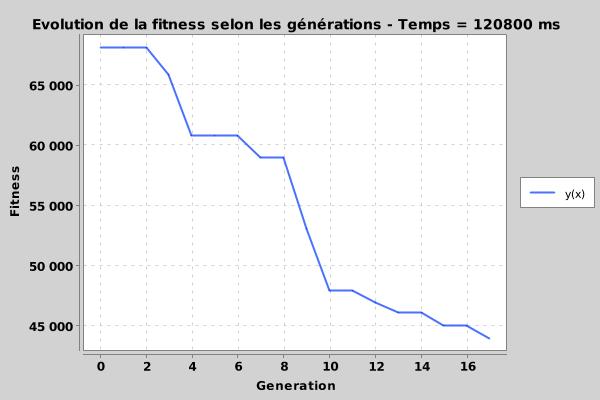 Evolution de la fitness selon les générations - Temps = 120800 ms
65 000
60 000
55 000
50 000
45 000
Fitness
0 2 4 6 8 10 12 14 16
Generation
y(x)